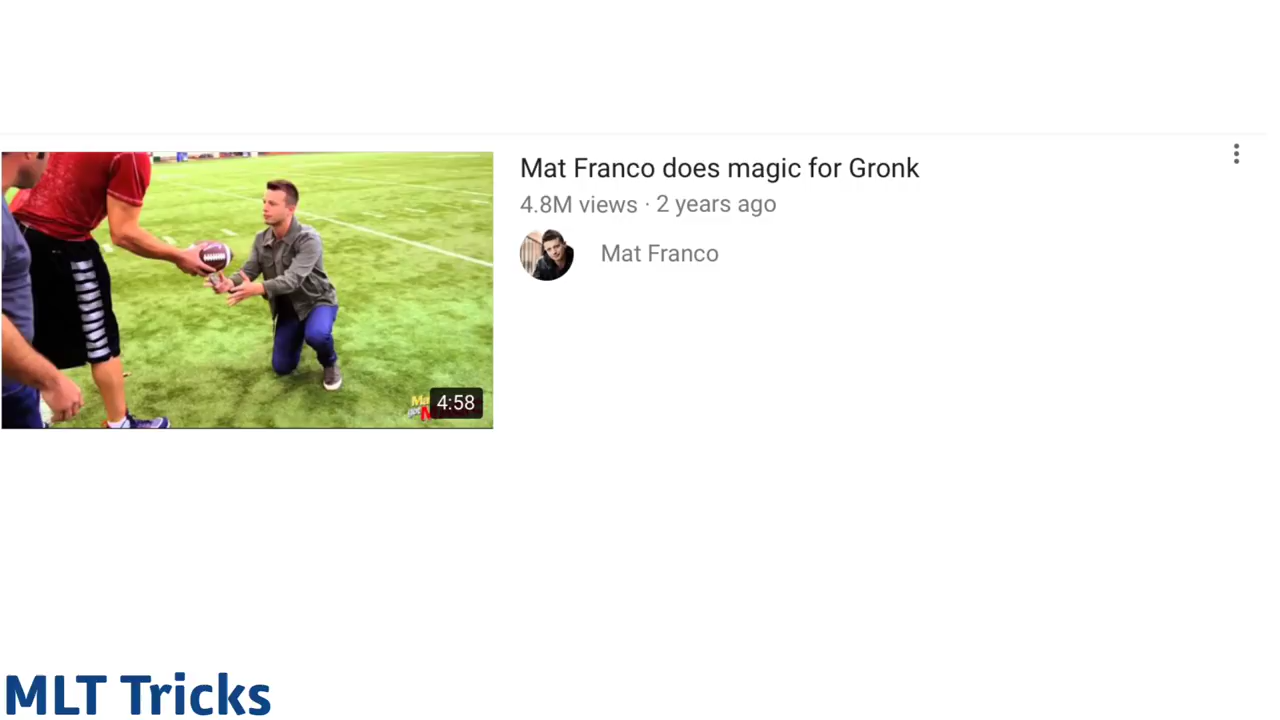 Mat Franco does magic for Gronk
4.8M views · 2 years ago
Mat Franco
4:58
MLT Tricks